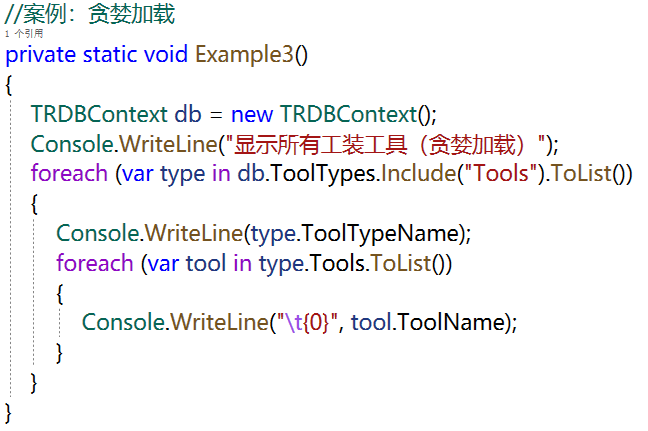 //案例：贪婪加载
1 个引用
private static void Example3()
{
TRDBContext db = new TRDBContext();
Console.WriteLine("显示所有工装工具（贪婪加载）");
foreach (var type in db.ToolTypes.Include("Tools").ToList())
{
Console.WriteLine(type.ToolTypeName);
foreach (var tool in type.Tools.ToList())
{
Console.WriteLine("\t{0}", tool.ToolName);
}
}
}